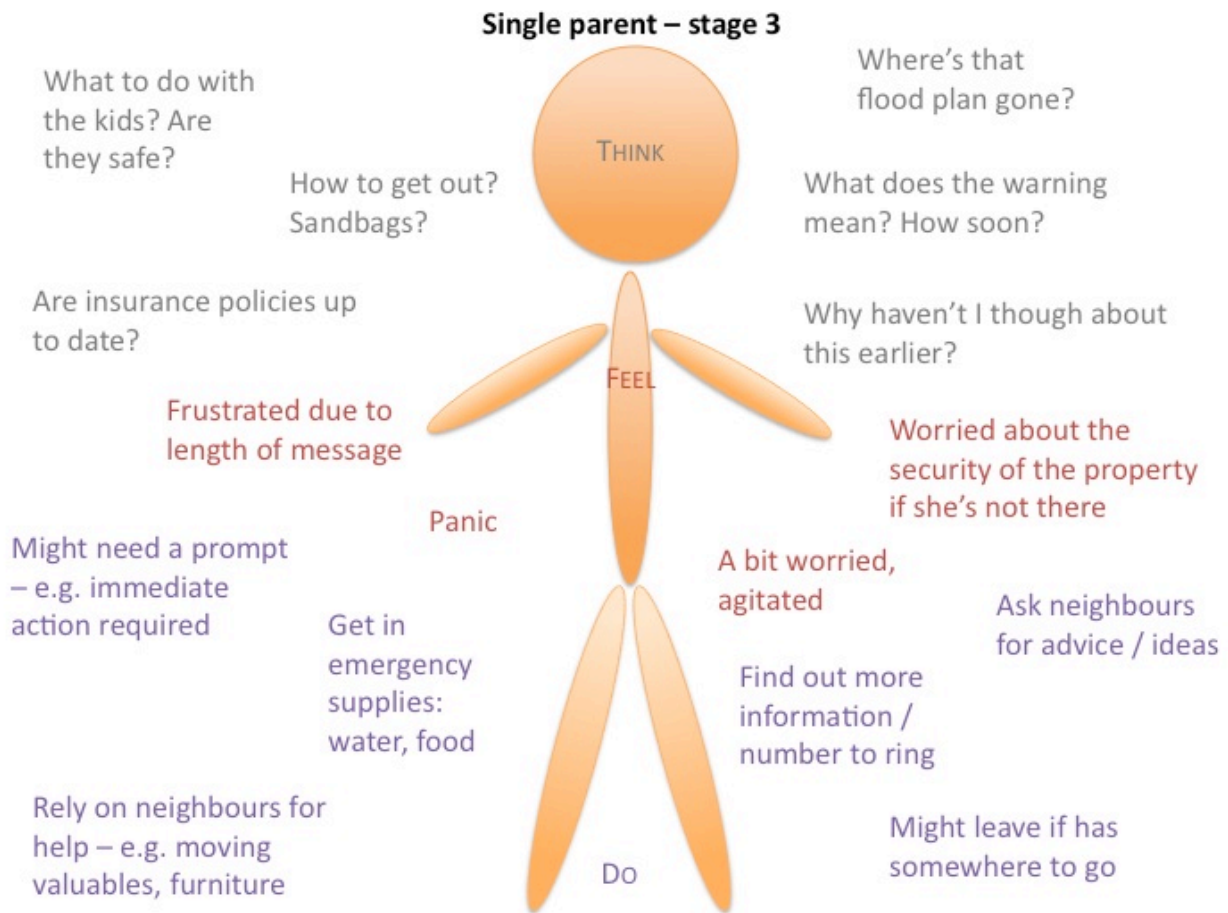 Single parent – stage 3
What to do with
the kids? Are
they safe?
Where's that
flood plan gone?
THINK
How to get out?
Sandbags?
What does the warning
mean? How soon?
Are insurance policies up
to date?
Why haven't I though about
this earlier?
FEEL
Frustrated due to
length of message
Worried about the
security of the property
if she's not there
Panic
A bit worried,
agitated
Might need a prompt
– e.g. immediate
action required
Get in
emergency
supplies:
water, food
Ask neighbours
for advice / ideas
Find out more
information /
number to ring
Rely on neighbours for
help – e.g. moving
valuables, furniture
Might leave if has
somewhere to go
DO